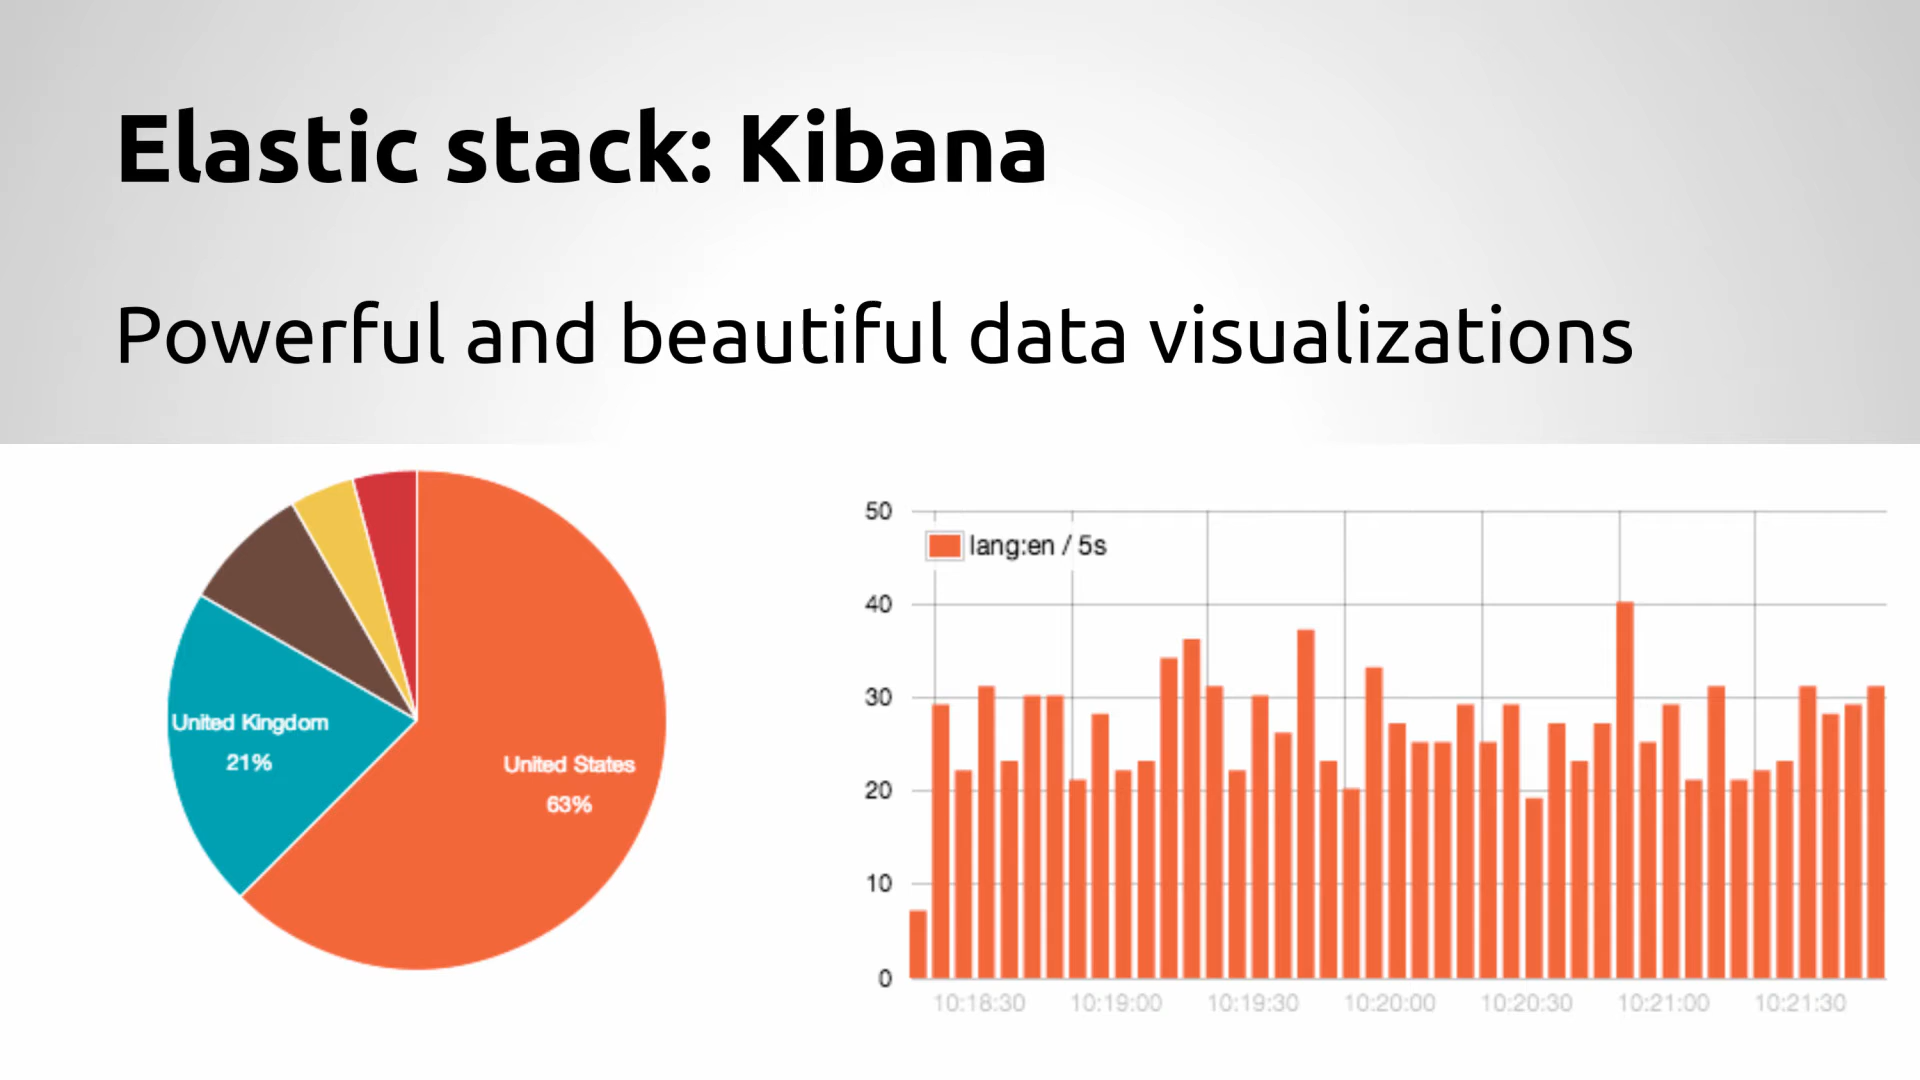 Elastic stack: Kibana
Powerful and beautiful data visualizations
United Kingdom
21%
United States
63%
50
lang:en / 5s
40
30
20
10
0
10:18:30 10:19:00 10:19:30 10:20:00 10:20:30 10:21:00 10:21:30